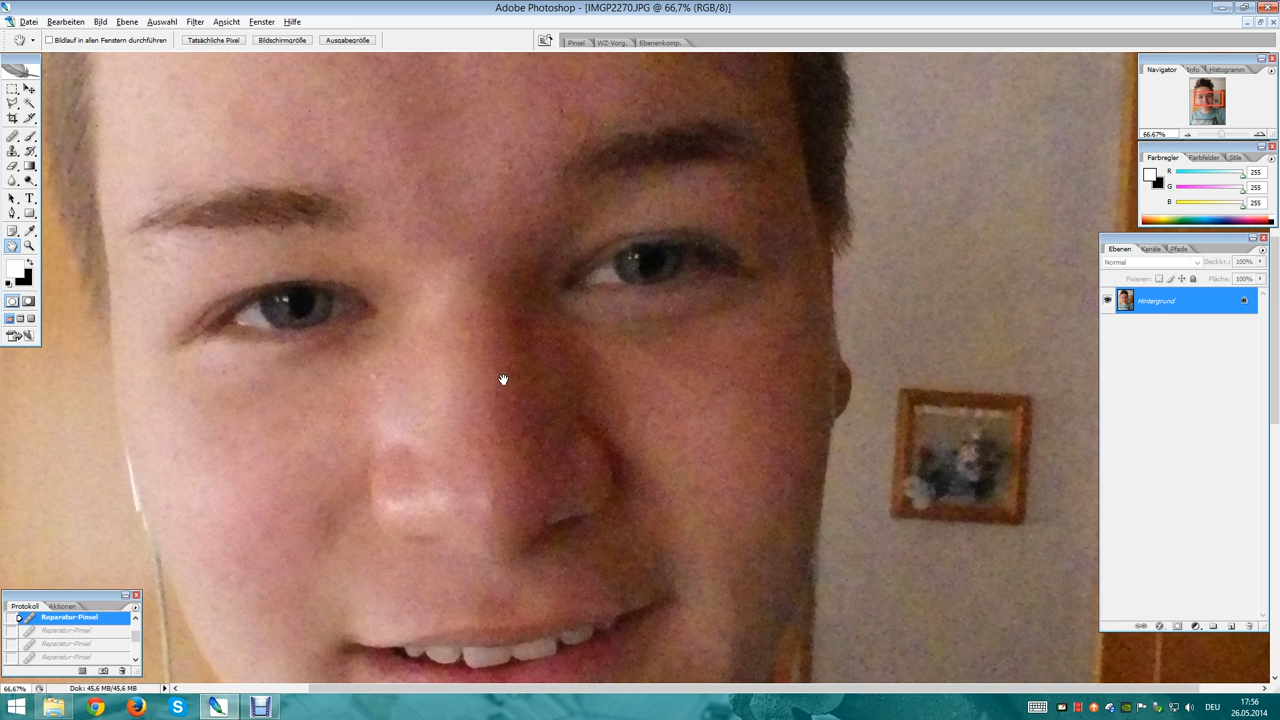 Adobe Photoshop - [IMGP2270.JPG @ 66,7% (RGB/8)]
Datei Bearbeiten Bild Ebene Auswahl Filter Ansicht Fenster Hilfe
Bildlauf in allen Fenstern durchführen Tatsächliche Pixel Bildschirmgröße Ausgabegröße Pinsel WZ-Vorg. Ebenenkomp.
Navigator Info Histogramm
66.67%
Farbregler Farbfelder Stile
R 255
G 255
B 255
Ebenen Kanäle Pfade
Normal Deckkr.: 100%
Fixieren: Fläche: 100%
Hintergrund
Protokoll Aktionen
Reparatur-Pinsel
Reparatur-Pinsel
Reparatur-Pinsel
Reparatur-Pinsel
66.67% Dok: 45,6 MB/45,6 MB
DEU 17:56
26.05.2014